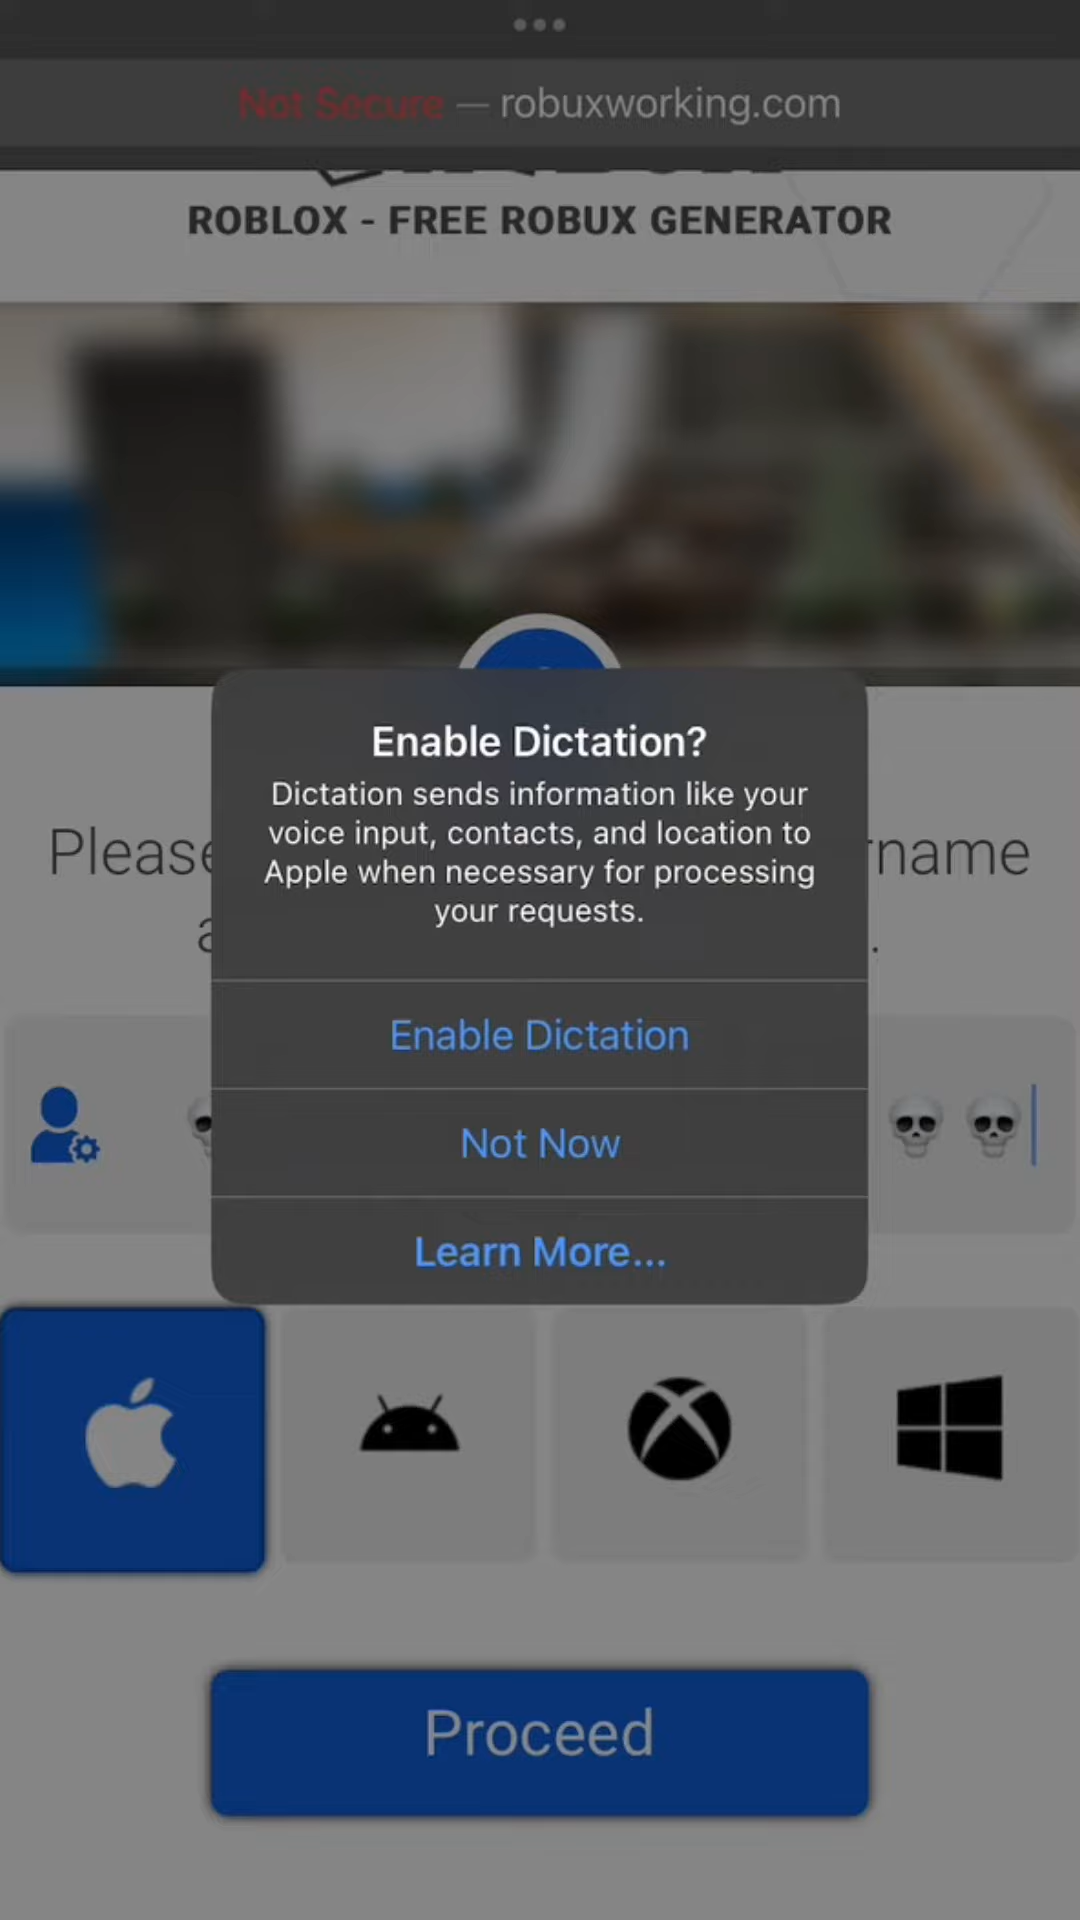 Not Secure — robuxworking.com
ROBLOX - FREE ROBUX GENERATOR
Enable Dictation?
Dictation sends information like your
voice input, contacts, and location to
Apple when necessary for processing
your requests.
Please
Enable Dictation
Not Now
Learn More...
Proceed